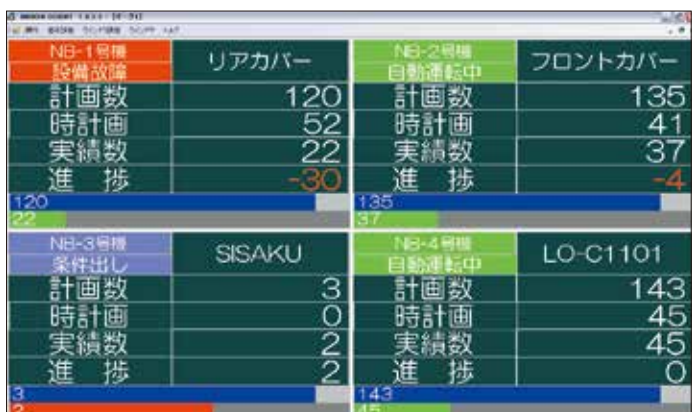 NB-1号機
設備故障
リアカバー
計画数 120
時計画 52
実績数 22
進 捗 -30
120
22
NB-2号機
自動運転中
フロントカバー
計画数 135
時計画 41
実績数 37
進 捗 -4
135
37
NB-3号機
条件出し
SISAKU
計画数 3
時計画 0
実績数 2
進 捗 2
3
2
NB-4号機
自動運転中
LO-C1101
計画数 143
時計画 45
実績数 45
進 捗 0
143
45